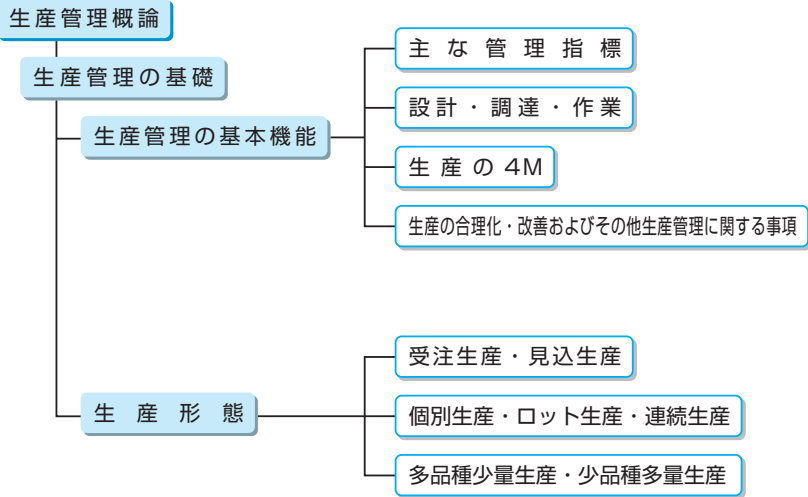 生産管理概論
生産管理の基礎
生産管理の基本機能
主な管理指標
設計・調達・作業
生産の4M
生産の合理化・改善およびその他生産管理に関する事項
生産形態
受注生産・見込生産
個別生産・ロット生産・連続生産
多品種少量生産・少品種多量生産